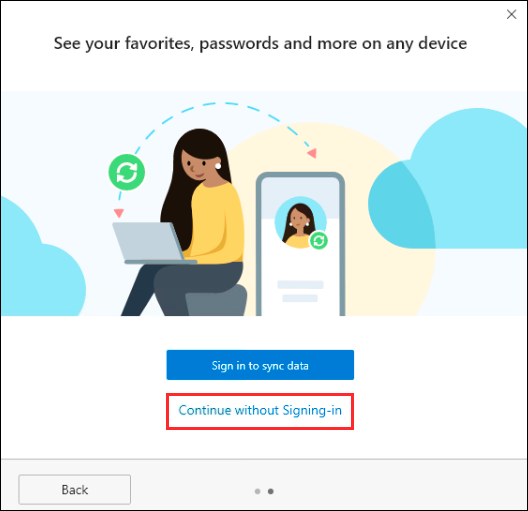 See your favorites, passwords and more on any device
Sign in to sync data
Continue without Signing-in
Back